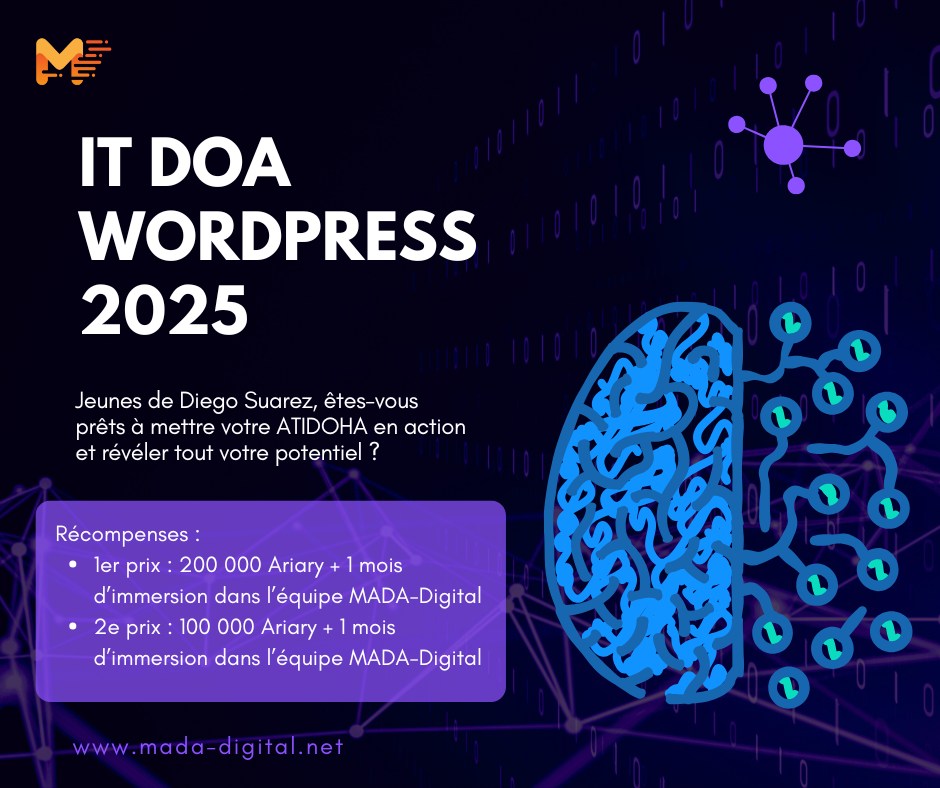 IT DOA
WORDPRESS
2025
Jeunes de Diego Suarez, êtes-vous
prêts à mettre votre ATIDOHA en action
et révéler tout votre potentiel ?
Récompenses :
• 1er prix : 200 000 Ariary + 1 mois
d'immersion dans l'équipe MADA-Digital
• 2e prix : 100 000 Ariary + 1 mois
d'immersion dans l'équipe MADA-Digital
www.mada-digital.net